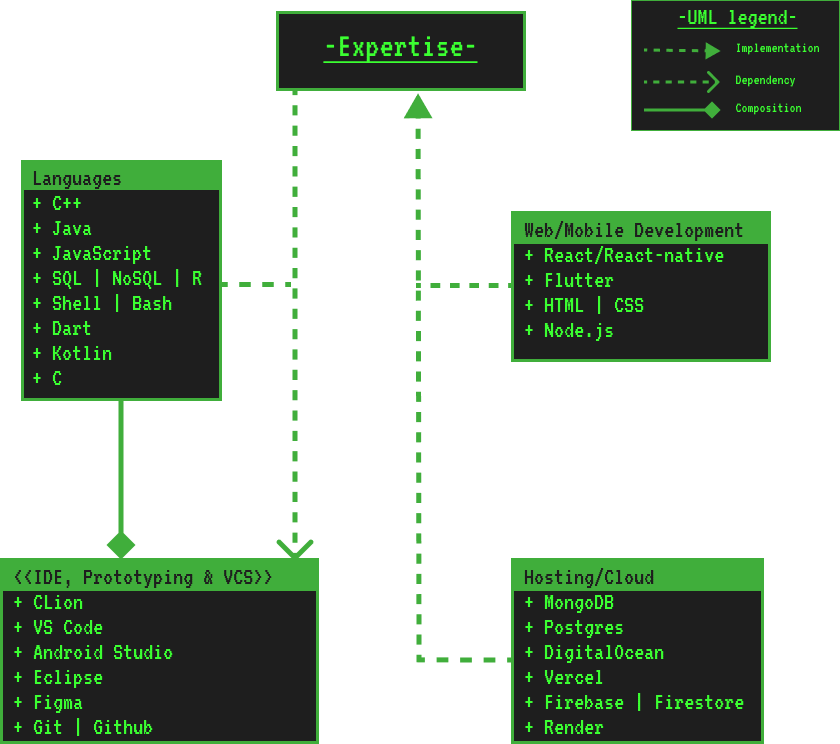 -Expertise-
-UML legend-
Implementation
Dependency
Composition
Languages
+ C++
+ Java
+ JavaScript
+ SQL | NoSQL | R
+ Shell | Bash
+ Dart
+ Kotlin
+ C
Web/Mobile Development
+ React/React-native
+ Flutter
+ HTML | CSS
+ Node.js
<<IDE, Prototyping & VCS>>
+ CLion
+ VS Code
+ Android Studio
+ Eclipse
+ Figma
+ Git | Github
Hosting/Cloud
+ MongoDB
+ Postgres
+ DigitalOcean
+ Vercel
+ Firebase | Firestore
+ Render